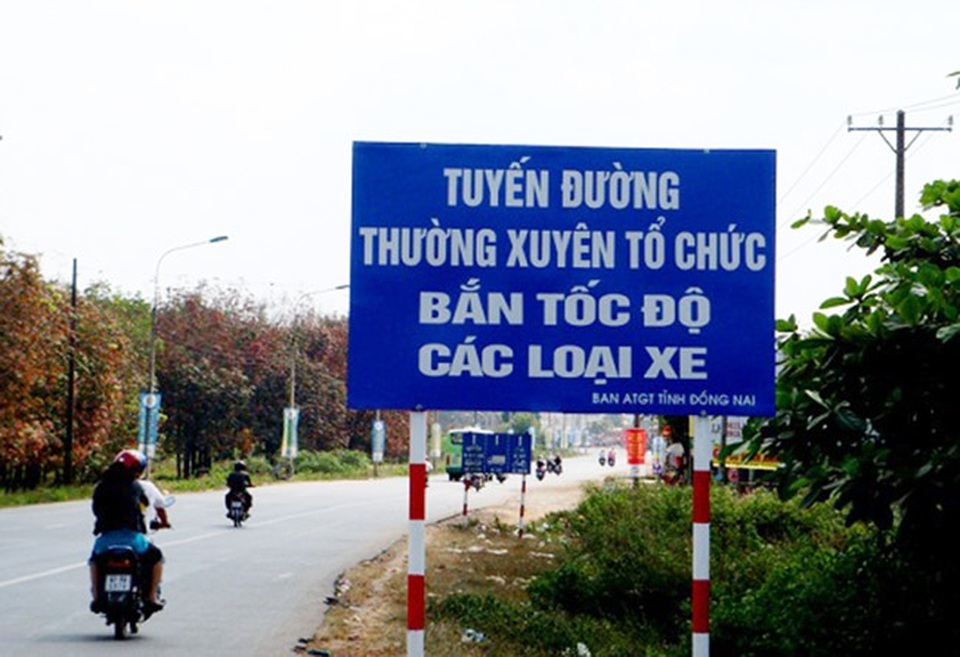 TUYẾN ĐƯỜNG
THƯỜNG XUYÊN TỔ CHỨC
BẮN TỐC ĐỘ
CÁC LOẠI XE
BAN ATGT TỈNH ĐỒNG NAI